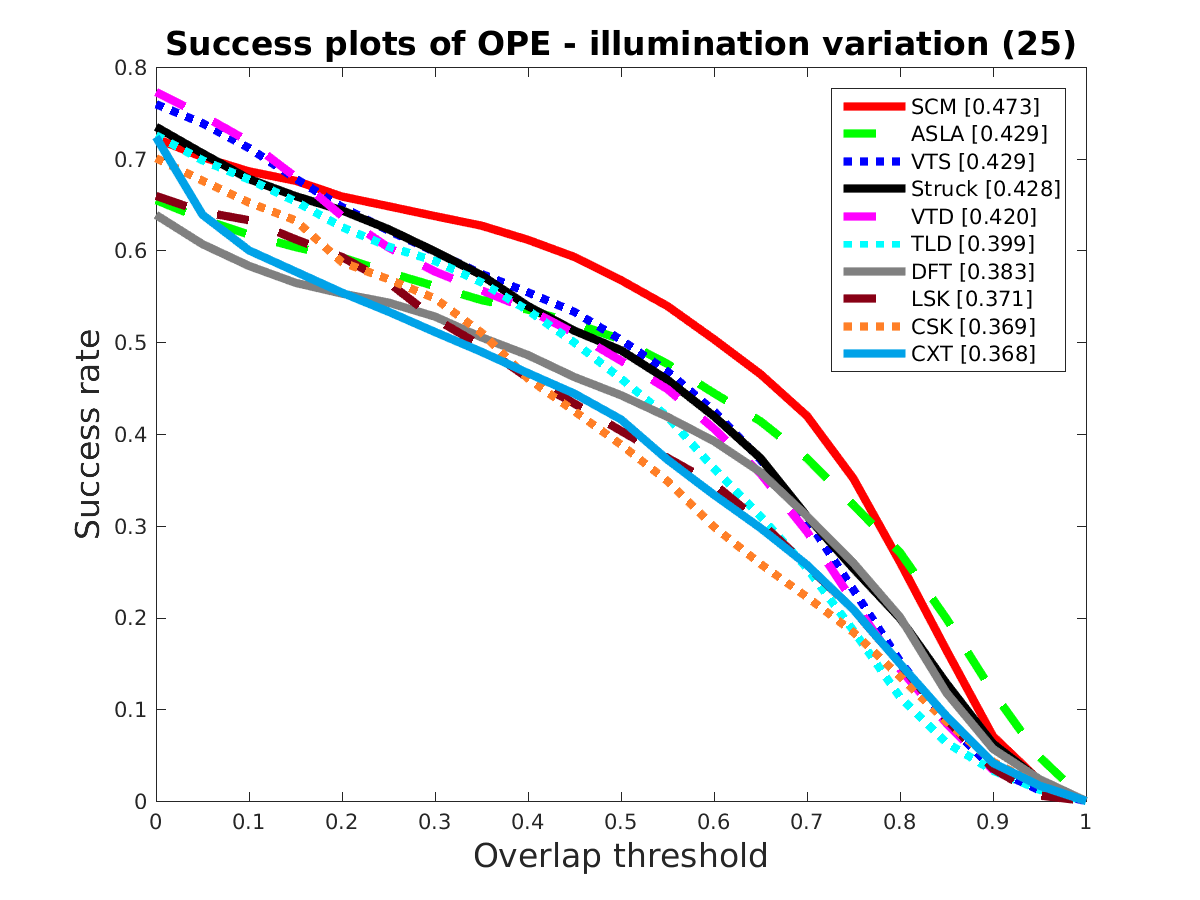 Success plots of OPE - illumination variation (25)
0.8
0.7
0.6
0.5
0.4
0.3
0.2
0.1
0
Success rate
SCM [0.473]
ASLA [0.429]
VTS [0.429]
Struck [0.428]
VTD [0.420]
TLD [0.399]
DFT [0.383]
LSK [0.371]
CSK [0.369]
CXT [0.368]
0 0.1 0.2 0.3 0.4 0.5 0.6 0.7 0.8 0.9 1
Overlap threshold